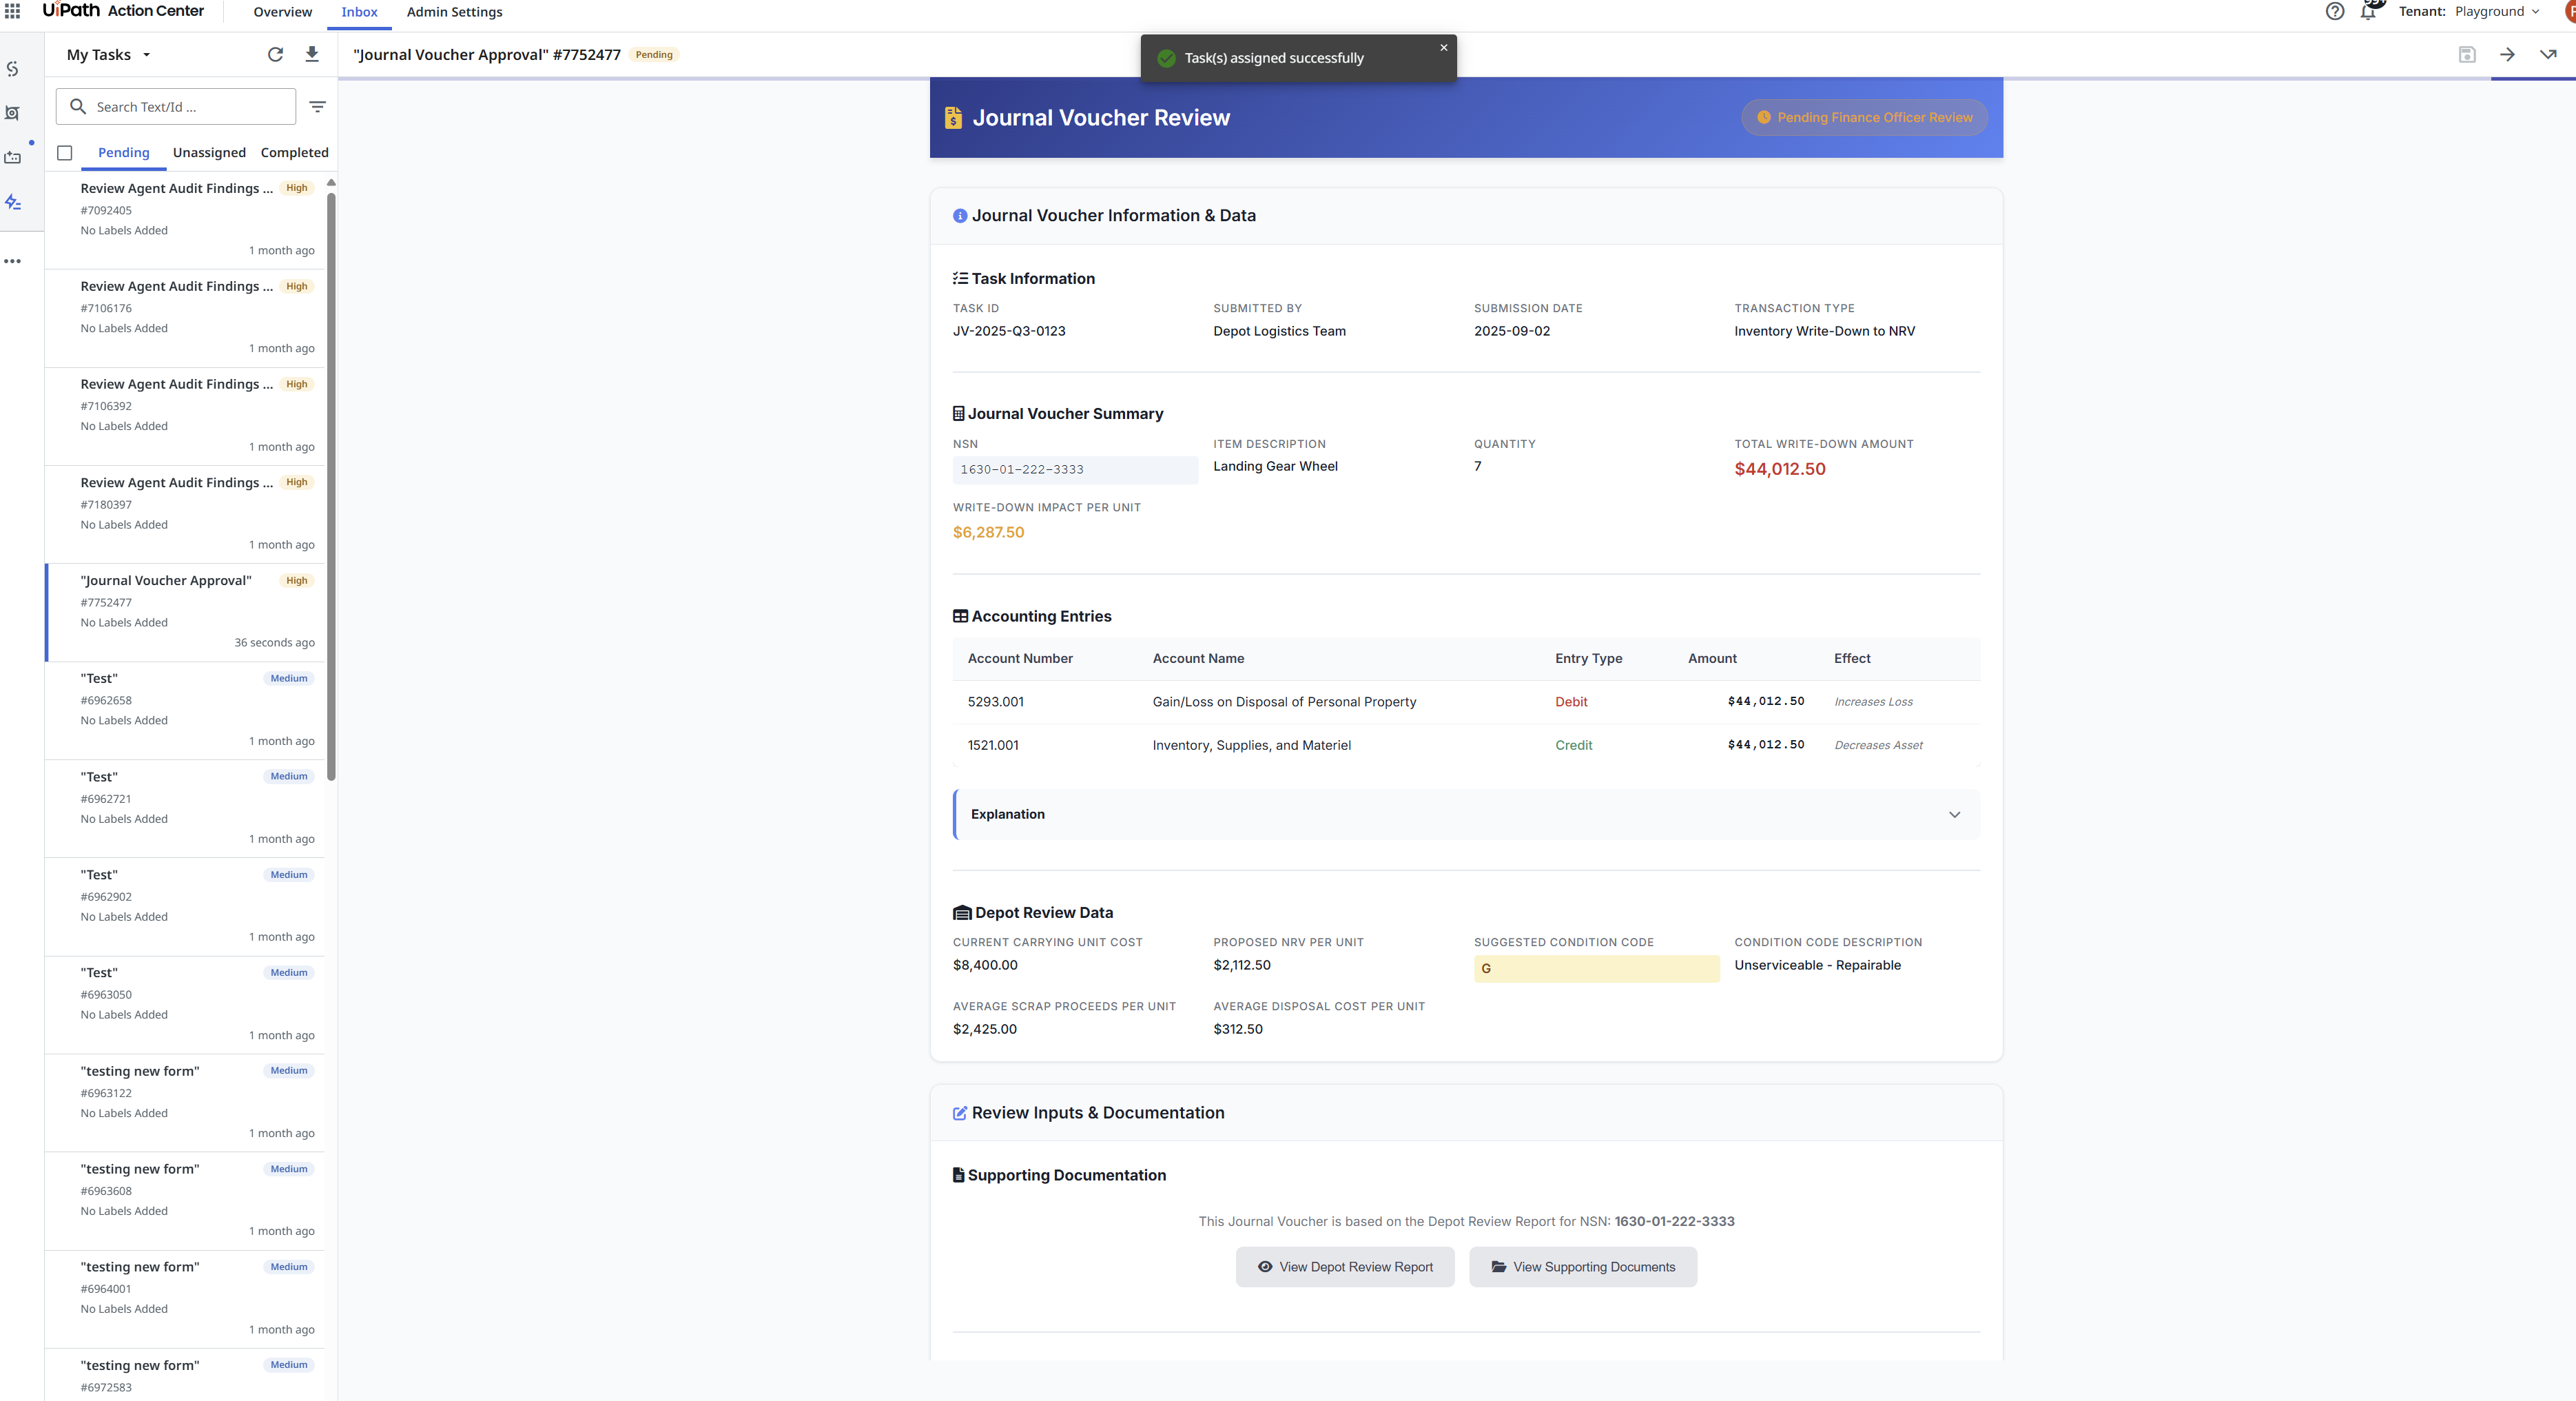 UiPath Action Center
Overview
Inbox
Admin Settings
Tenant: Playground
My Tasks
"Journal Voucher Approval" #7752477 Pending
Task(s) assigned successfully
Search Text/Id ...
Pending
Unassigned
Completed
Review Agent Audit Findings ... High
#7092405
No Labels Added
1 month ago
Review Agent Audit Findings ... High
#7106176
No Labels Added
1 month ago
Review Agent Audit Findings ... High
#7106392
No Labels Added
1 month ago
Review Agent Audit Findings ... High
#7180397
No Labels Added
1 month ago
"Journal Voucher Approval" High
#7752477
No Labels Added
36 seconds ago
"Test" Medium
#6962658
No Labels Added
1 month ago
"Test" Medium
#6962721
No Labels Added
1 month ago
"Test" Medium
#6962902
No Labels Added
1 month ago
"Test" Medium
#6963050
No Labels Added
1 month ago
"testing new form" Medium
#6963122
No Labels Added
1 month ago
"testing new form" Medium
#6963608
No Labels Added
1 month ago
"testing new form" Medium
#6964001
No Labels Added
1 month ago
"testing new form" Medium
#6972583
Journal Voucher Review
Pending Finance Officer Review
Journal Voucher Information & Data
Task Information
TASK ID SUBMITTED BY SUBMISSION DATE TRANSACTION TYPE
JV-2025-Q3-0123 Depot Logistics Team 2025-09-02 Inventory Write-Down to NRV
Journal Voucher Summary
NSN ITEM DESCRIPTION QUANTITY TOTAL WRITE-DOWN AMOUNT
1630-01-222-3333 Landing Gear Wheel 7 $44,012.50
WRITE-DOWN IMPACT PER UNIT
$6,287.50
Accounting Entries
Account Number Account Name Entry Type Amount Effect
5293.001 Gain/Loss on Disposal of Personal Property Debit $44,012.50 Increases Loss
1521.001 Inventory, Supplies, and Materiel Credit $44,012.50 Decreases Asset
Explanation
Depot Review Data
CURRENT CARRYING UNIT COST PROPOSED NRV PER UNIT SUGGESTED CONDITION CODE CONDITION CODE DESCRIPTION
$8,400.00 $2,112.50 G Unserviceable - Repairable
AVERAGE SCRAP PROCEEDS PER UNIT AVERAGE DISPOSAL COST PER UNIT
$2,425.00 $312.50
Review Inputs & Documentation
Supporting Documentation
This Journal Voucher is based on the Depot Review Report for NSN: 1630-01-222-3333
View Depot Review Report
View Supporting Documents